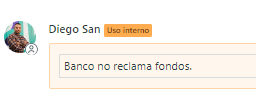 Diego San Uso interno
Banco no reclama fondos.